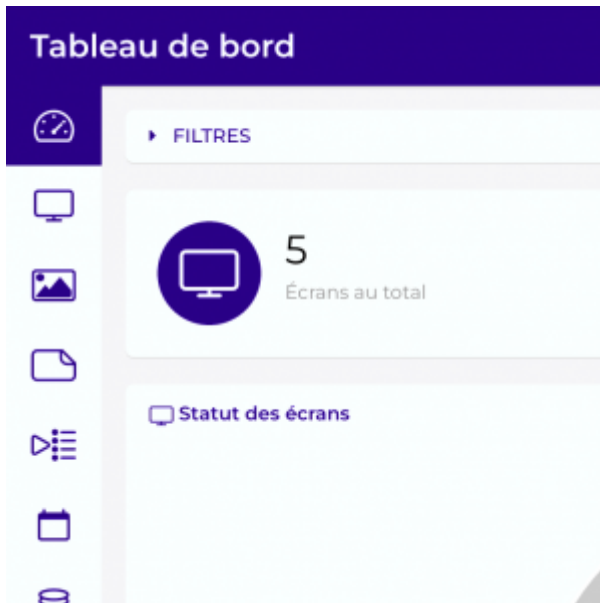 Tableau de bord
FILTRES
5
Écrans au total
Statut des écrans